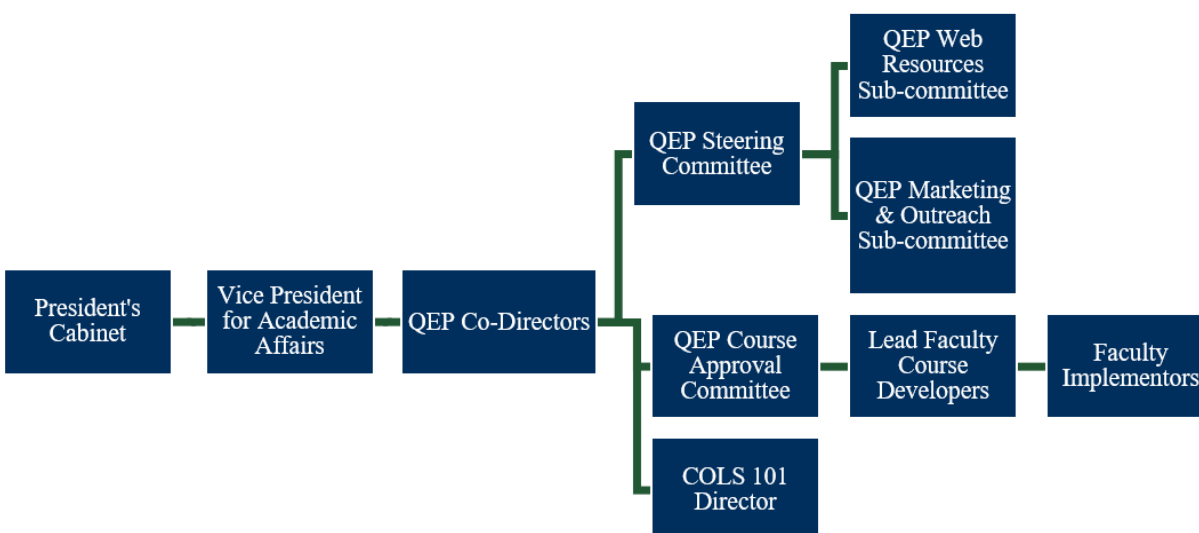 QEP Web
Resources
Sub-committee
QEP Steering
Committee
QEP Marketing
& Outreach
Sub-committee
President's
Cabinet
Vice President
for Academic
Affairs
QEP Co-Directors
QEP Course
Approval
Committee
Lead Faculty
Course
Developers
Faculty
Implementors
COLS 101
Director